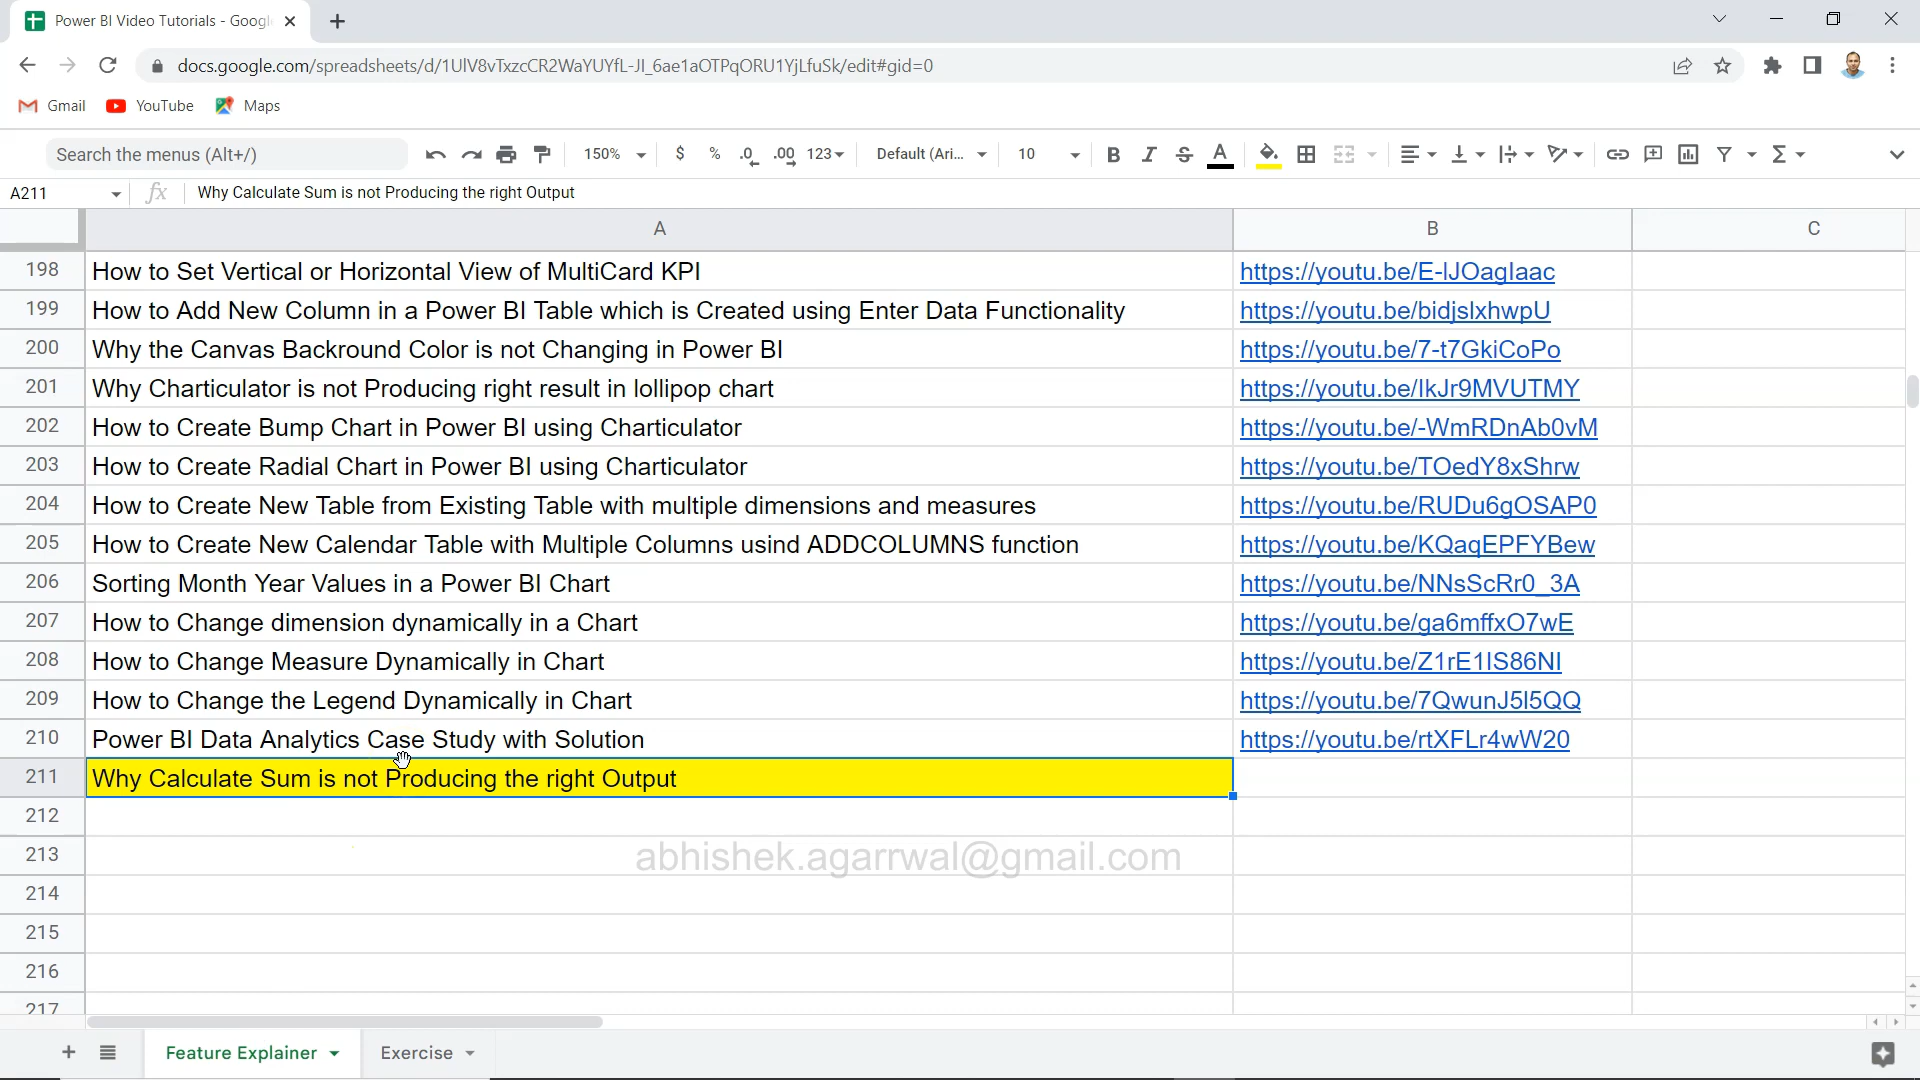 Power BI Video Tutorials - Googl
docs.google.com/spreadsheets/d/1UlV8vTxzcCR2WaYUYfL-JI_6ae1aOTPqORU1YjLfuSk/edit#gid=0
Gmail YouTube Maps
Search the menus (Alt+/) 150% $ % .0 .00 123 Default (Ari... 10 B I S A
A211 fx Why Calculate Sum is not Producing the right Output
A B C
198 How to Set Vertical or Horizontal View of MultiCard KPI https://youtu.be/E-IJOagIaac
199 How to Add New Column in a Power BI Table which is Created using Enter Data Functionality https://youtu.be/bidjsIxhwpU
200 Why the Canvas Backround Color is not Changing in Power BI https://youtu.be/7-t7GkiCoPo
201 Why Charticulator is not Producing right result in lollipop chart https://youtu.be/IkJr9MVUTMY
202 How to Create Bump Chart in Power BI using Charticulator https://youtu.be/-WmRDnAb0vM
203 How to Create Radial Chart in Power BI using Charticulator https://youtu.be/TOedY8xShrw
204 How to Create New Table from Existing Table with multiple dimensions and measures https://youtu.be/RUDu6gOSAP0
205 How to Create New Calendar Table with Multiple Columns usind ADDCOLUMNS function https://youtu.be/KQaqEPFYBew
206 Sorting Month Year Values in a Power BI Chart https://youtu.be/NNsScRr0_3A
207 How to Change dimension dynamically in a Chart https://youtu.be/ga6mffxO7wE
208 How to Change Measure Dynamically in Chart https://youtu.be/Z1rE1IS86NI
209 How to Change the Legend Dynamically in Chart https://youtu.be/7QwunJ5I5QQ
210 Power BI Data Analytics Case Study with Solution https://youtu.be/rtXFLr4wW20
211 Why Calculate Sum is not Producing the right Output
212
213
abhishek.agarrwal@gmail.com
214
215
216
217
Feature Explainer Exercise